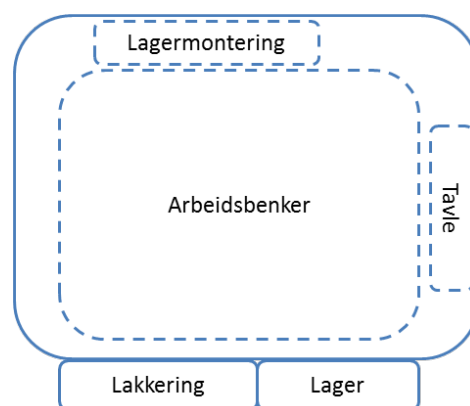 Lagermontering
Arbeidsbenker
Tavle
Lakkering
Lager